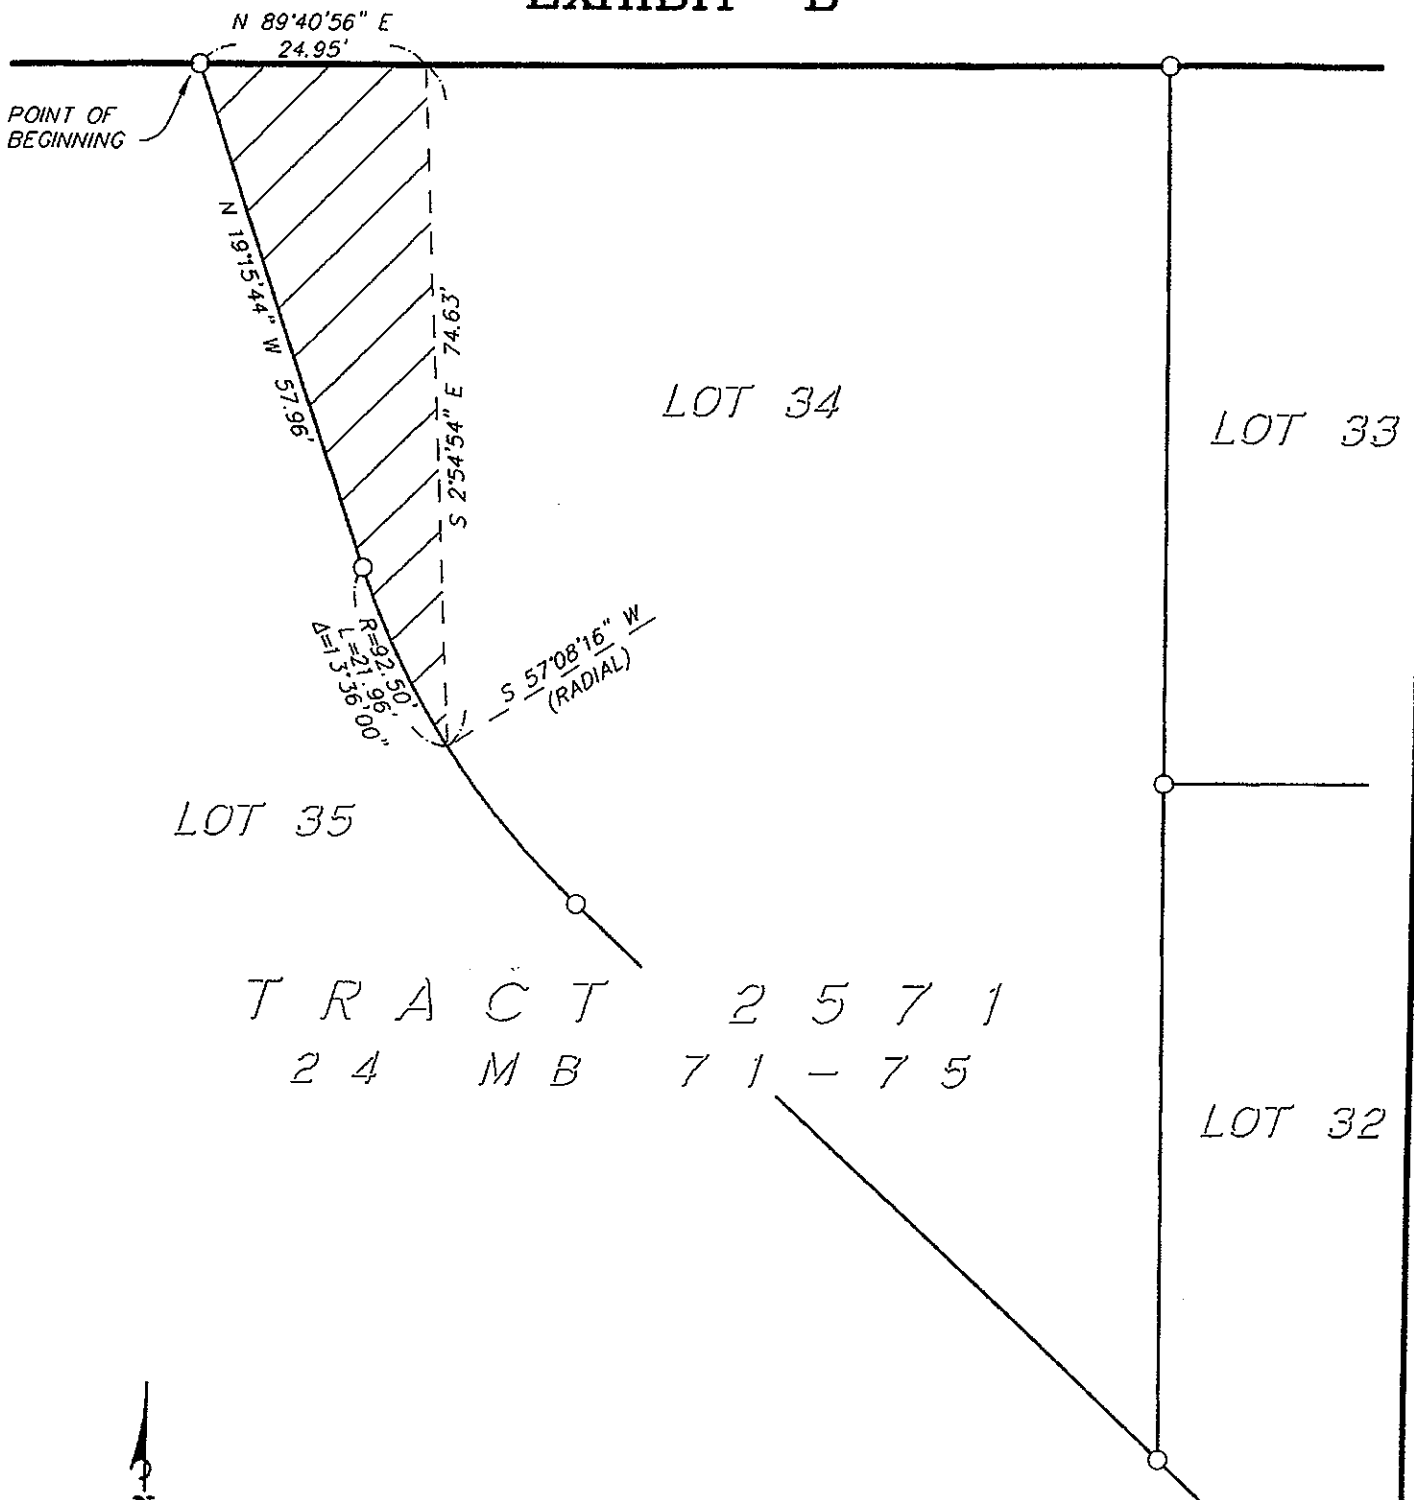 EXHIBIT "B"
N 89°40'56" E
24.95'
POINT OF
BEGINNING
N 19°15'44" W 57.96'
S 2°54'54" E 74.63'
LOT 34
LOT 33
R=92.50'
L=21.96'
Δ=13°36'00"
S 57°08'16" W
(RADIAL)
LOT 35
TRACT 2571
24 MB 71-75
LOT 32